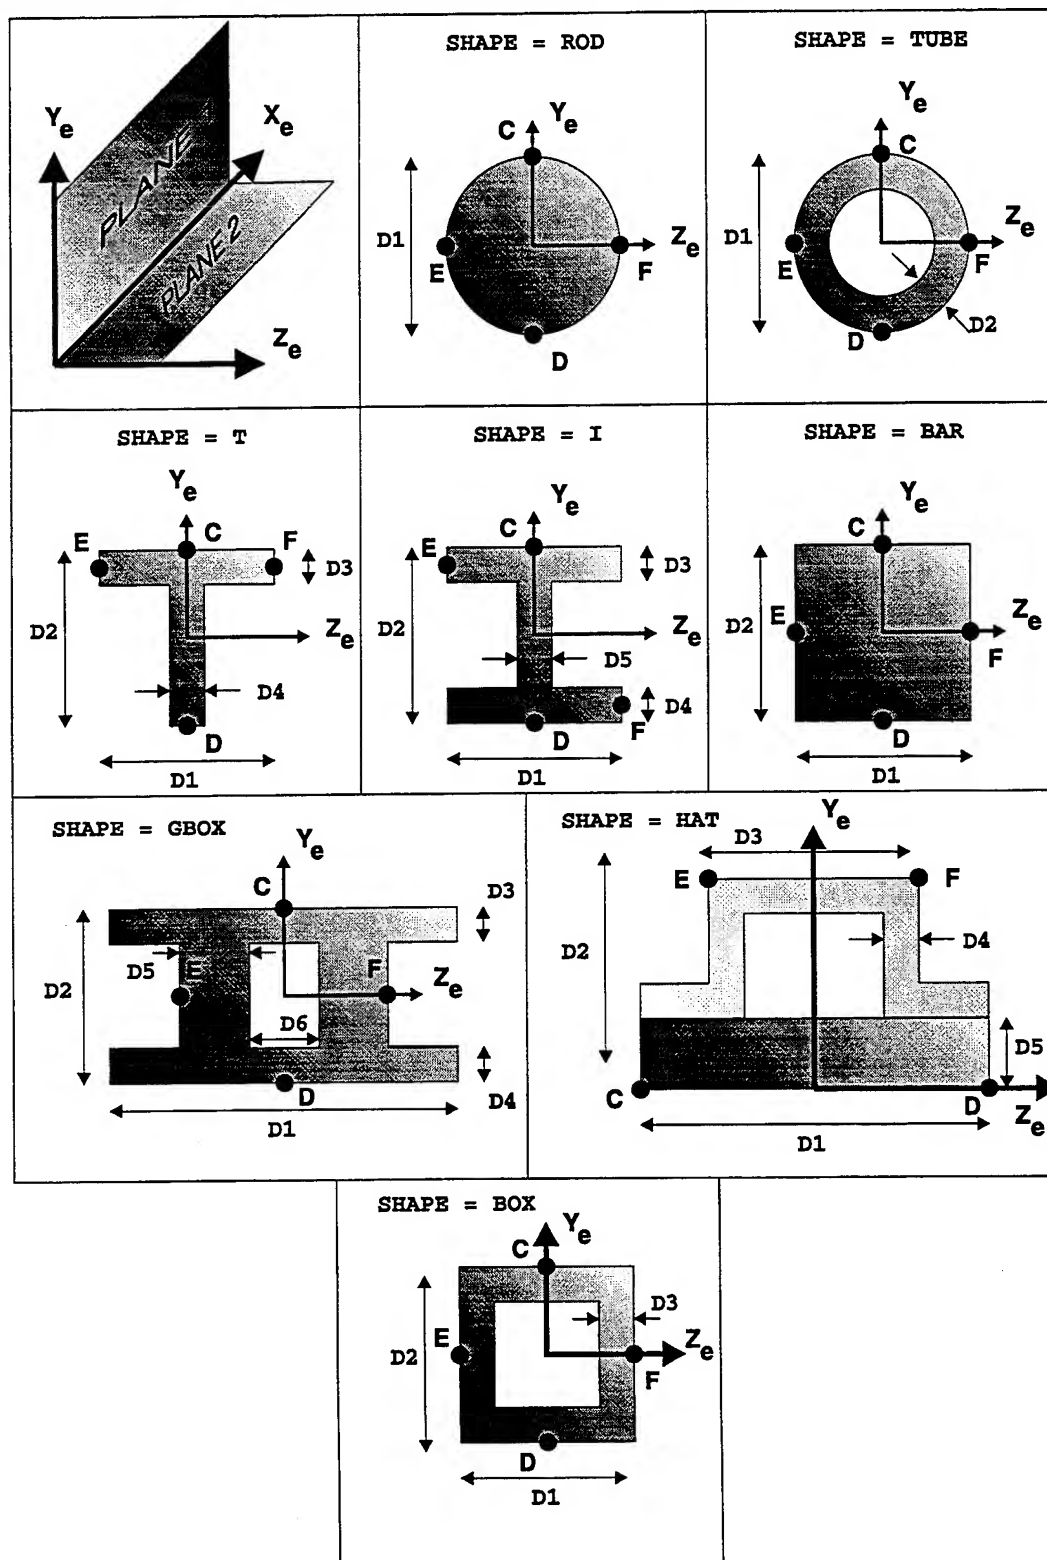 Ye
Xe
PLANE 1
PLANE 2
Ze
SHAPE = ROD
Ye
C
D1
E
Ze
F
D
SHAPE = TUBE
Ye
C
D1
E
Ze
F
D2
D
SHAPE = T
Ye
E
C
F
D3
D2
Ze
D4
D
D1
SHAPE = I
Ye
C
E
D3
D2
Ze
D5
D4
F
D
D1
SHAPE = BAR
Ye
C
D2
E
Ze
F
D
D1
SHAPE = GBOX
Ye
C
D3
D5
E
F
D2
Ze
D6
D
D4
D1
SHAPE = HAT
Ye
D3
E
F
D2
D4
D5
C
D
Ze
D1
SHAPE = BOX
Ye
C
D3
E
D2
Ze
F
D
D1